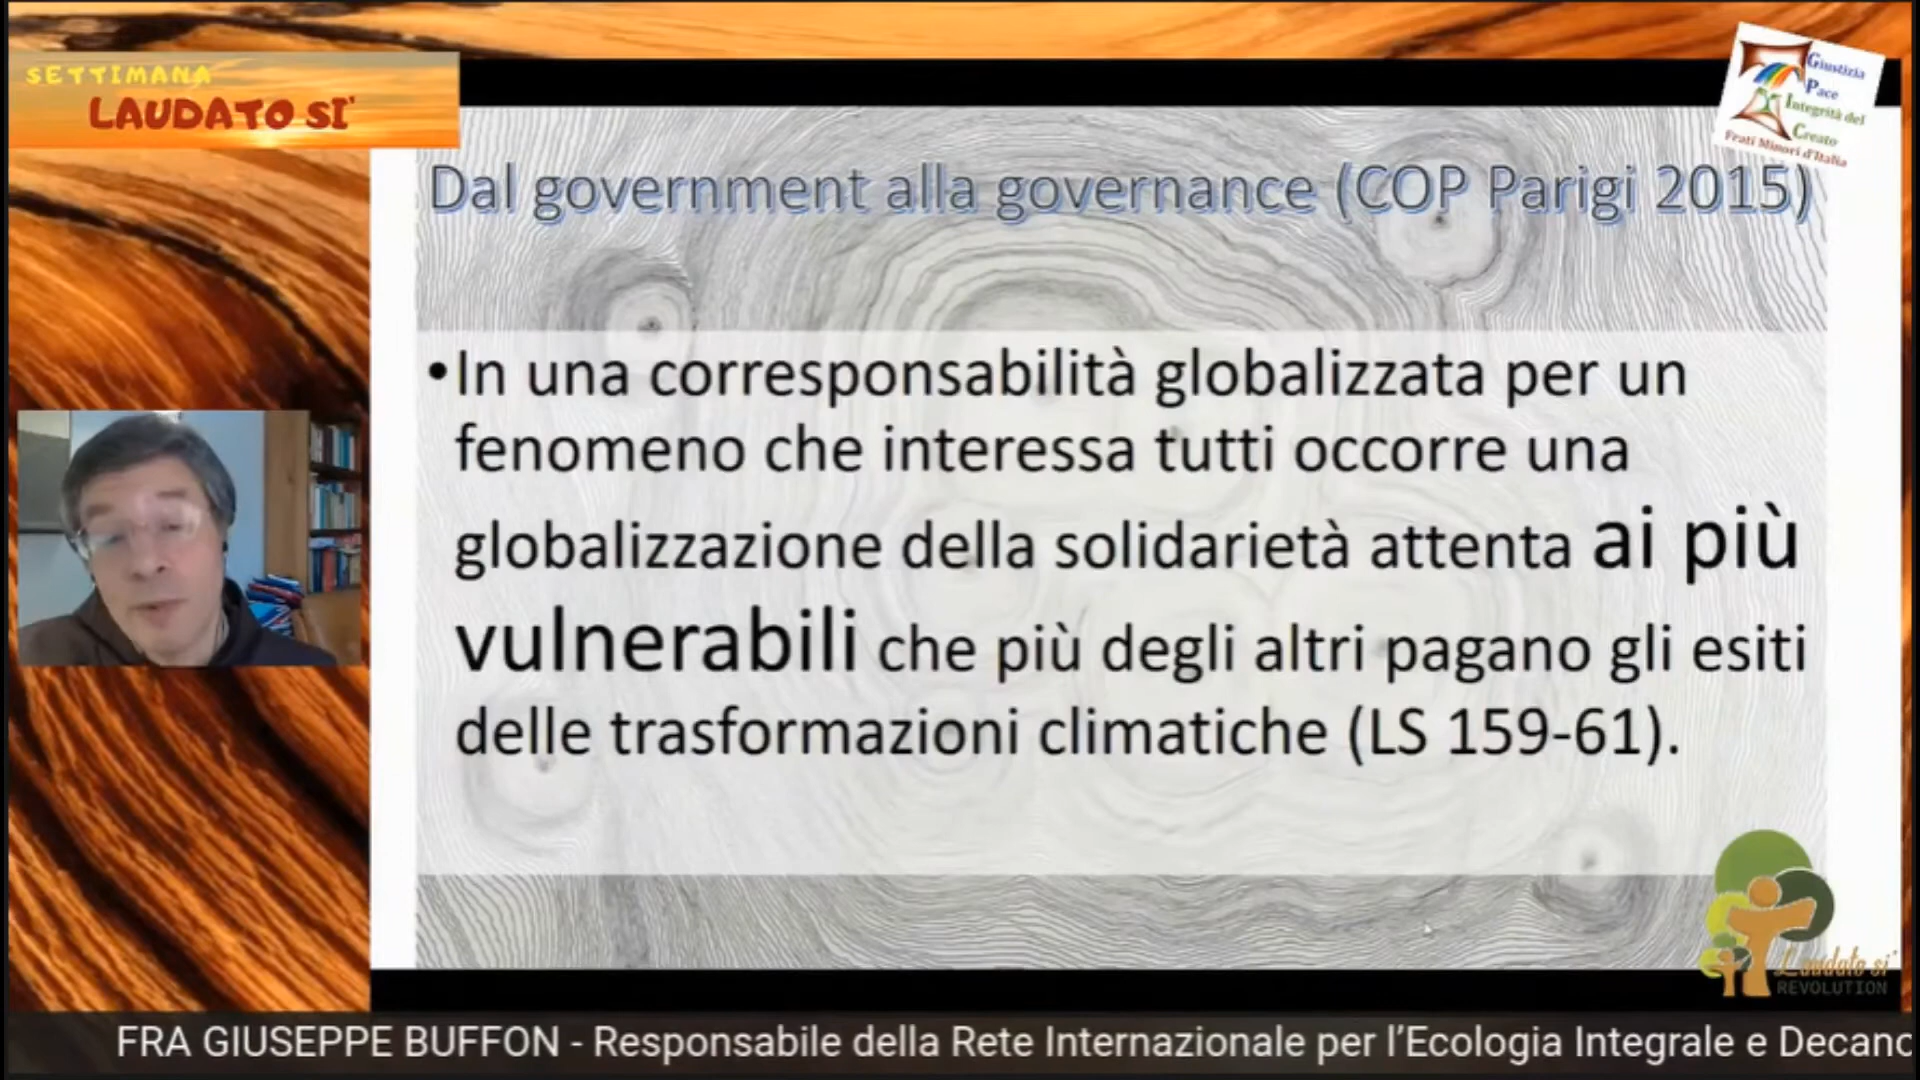 SETTIMANA
LAUDATO SI'
Giustizia
Pace
Integrità del
Creato
Frati Minori d'Italia
Dal government alla governance (COP Parigi 2015)
•In una corresponsabilità globalizzata per un
fenomeno che interessa tutti occorre una
globalizzazione della solidarietà attenta ai più
vulnerabili che più degli altri pagano gli esiti
delle trasformazioni climatiche (LS 159-61).
Laudato si'
REVOLUTION
FRA GIUSEPPE BUFFON - Responsabile della Rete Internazionale per l'Ecologia Integrale e Decano